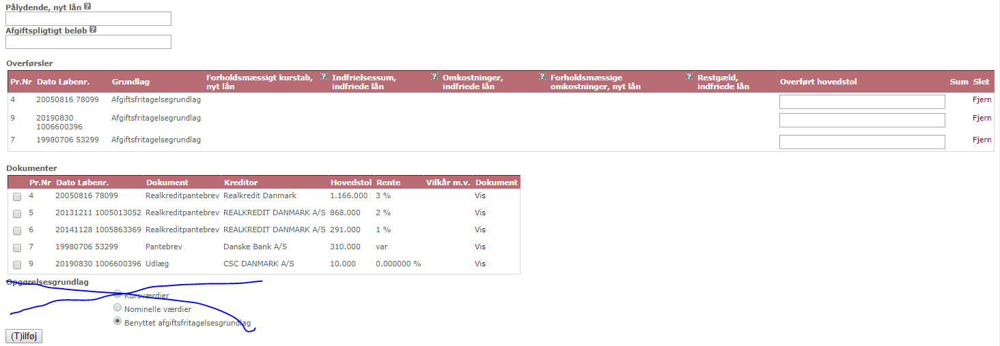 Pålydende, nyt lån ?
Afgiftspligtigt beløb ?
Overførsler
Pr.Nr Dato Løbenr. Grundlag Forholdsmæssigt kurstab, nyt lån ? Indfrielsessum, indfriede lån ? Omkostninger, indfriede lån ? Forholdsmæssige omkostninger, nyt lån ? Restgæld, indfriede lån Overført hovedstol Sum Slet
4 20050816 78099 Afgiftsfritagelsegrundlag Fjern
9 20190830 1006600396 Afgiftsfritagelsegrundlag Fjern
7 19980706 53299 Afgiftsfritagelsegrundlag Fjern
Dokumenter
Pr.Nr Dato Løbenr. Dokument Kreditor Hovedstol Rente Vilkår m.v. Dokument
4 20050816 78099 Realkreditpantebrev Realkredit Danmark 1.166.000 3 % Vis
5 20131211 1005013052 Realkreditpantebrev REALKREDIT DANMARK A/S 868.000 2 % Vis
6 20141128 1005863369 Realkreditpantebrev REALKREDIT DANMARK A/S 291.000 1 % Vis
7 19980706 53299 Pantebrev Danske Bank A/S 310.000 var Vis
9 20190830 1006600396 Udlæg CSC DANMARK A/S 10.000 0.000000 % Vis
Opgørelsesgrundlag
Kursværdier
Nominelle værdier
Benyttet afgiftsfritagelsesgrundlag
(T)ilføj